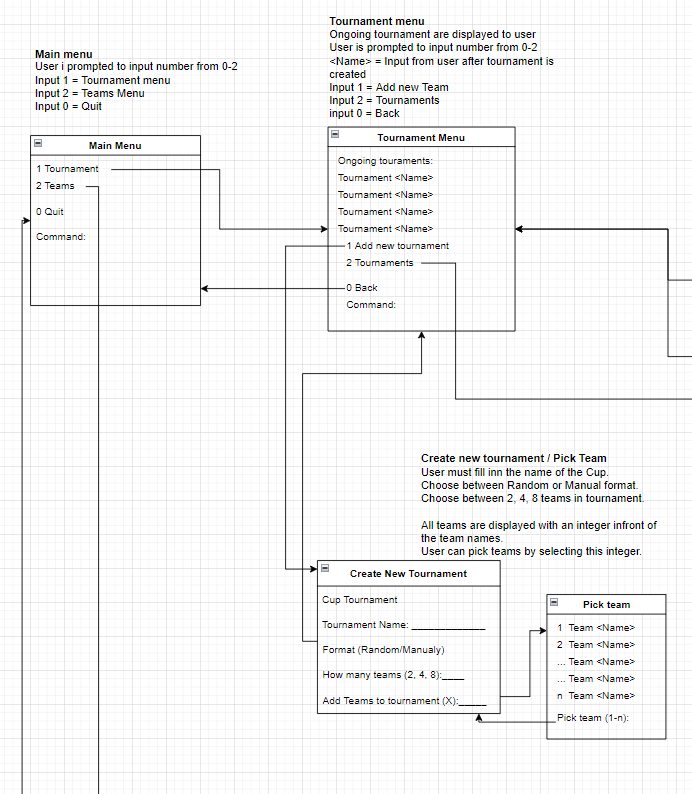 Main menu
User i prompted to input number from 0-2
Input 1 = Tournament menu
Input 2 = Teams Menu
Input 0 = Quit
Tournament menu
Ongoing tournament are displayed to user
User is prompted to input number from 0-2
<Name> = Input from user after tournament is
created
Input 1 = Add new Team
Input 2 = Tournaments
input 0 = Back
Main Menu
1 Tournament
2 Teams
0 Quit
Command:
Tournament Menu
Ongoing touraments:
Tournament <Name>
Tournament <Name>
Tournament <Name>
Tournament <Name>
1 Add new tournament
2 Tournaments
0 Back
Command:
Create new tournament / Pick Team
User must fill inn the name of the Cup.
Choose between Random or Manual format.
Choose between 2, 4, 8 teams in tournament.
All teams are displayed with an integer infront of
the team names.
User can pick teams by selecting this integer.
Create New Tournament
Cup Tournament
Tournament Name: ______________
Format (Random/Manualy)
How many teams (2, 4, 8):____
Add Teams to tournament (X):_____
Pick team
1 Team <Name>
2 Team <Name>
... Team <Name>
... Team <Name>
n Team <Name>
Pick team (1-n):